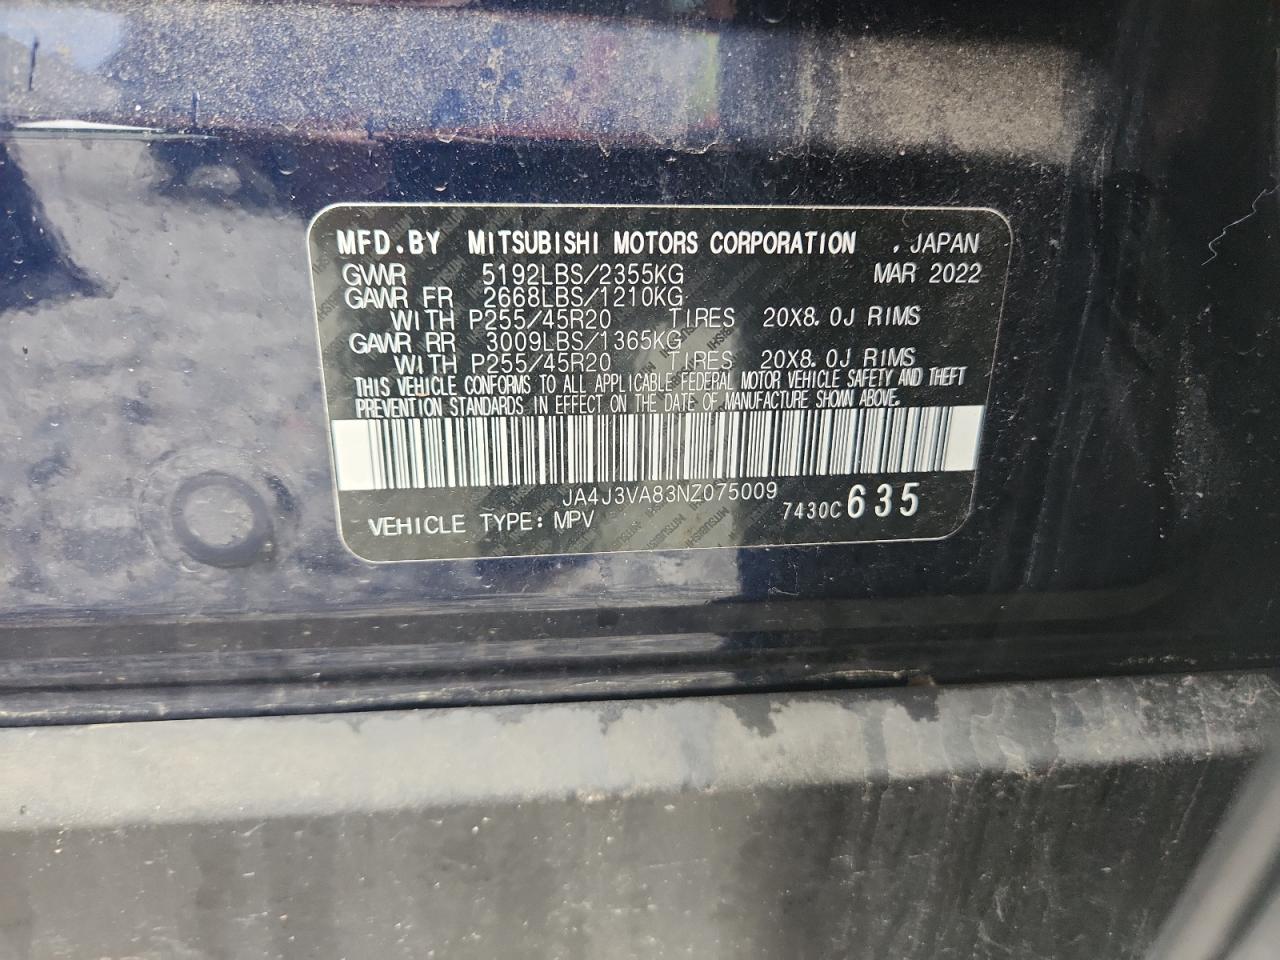 MFD.BY MITSUBISHI MOTORS CORPORATION , JAPAN
GVWR 5192LBS/2355KG MAR 2022
GAWR FR 2668LBS/1210KG
WITH P255/45R20 TIRES 20X8.0J RIMS
GAWR RR 3009LBS/1365KG
WITH P255/45R20 TIRES 20X8.0J RIMS
THIS VEHICLE CONFORMS TO ALL APPLICABLE FEDERAL MOTOR VEHICLE SAFETY AND THEFT
PREVENTION STANDARDS IN EFFECT ON THE DATE OF MANUFACTURE SHOWN ABOVE.
JA4J3VA83NZ075009
VEHICLE TYPE: MPV 7430C 635